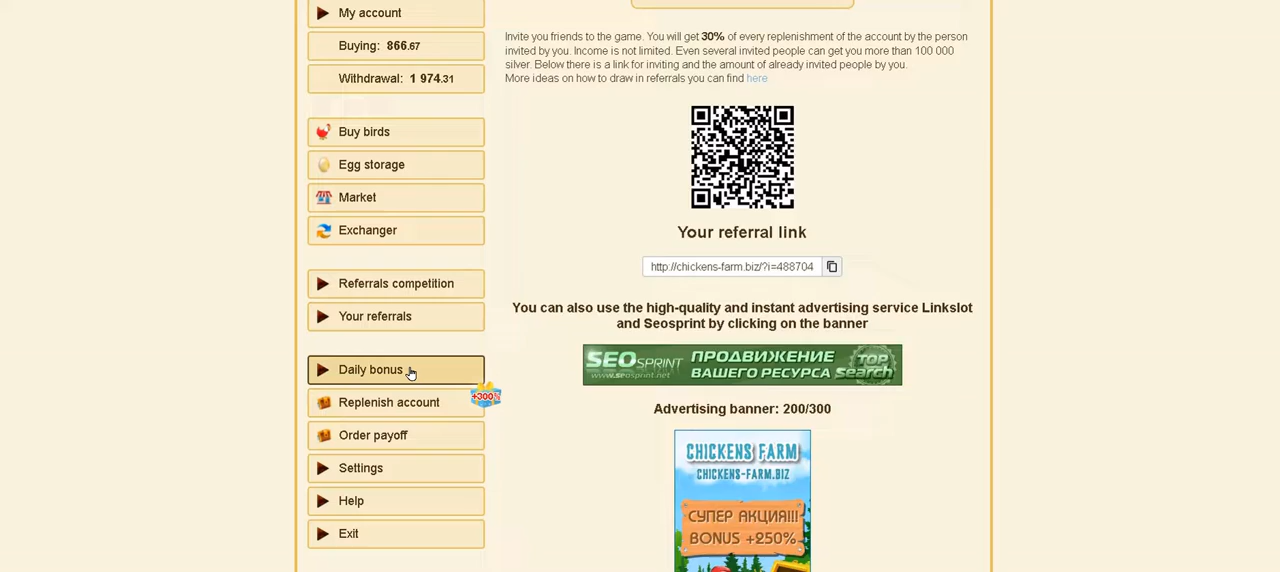 My account
Buying: 866.67
Withdrawal: 1 974.31
Buy birds
Egg storage
Market
Exchanger
Referrals competition
Your referrals
Daily bonus
Replenish account
+300%
Order payoff
Settings
Help
Exit
Invite you friends to the game. You will get 30% of every replenishment of the account by the person
invited by you. Income is not limited. Even several invited people can get you more than 100 000
silver. Below there is a link for inviting and the amount of already invited people by you.
More ideas on how to draw in referrals you can find here
Your referral link
http://chickens-farm.biz/?i=488704
You can also use the high-quality and instant advertising service Linkslot
and Seosprint by clicking on the banner
SEO SPRINT
www.seosprint.net
ПРОДВИЖЕНИЕ
ВАШЕГО РЕСУРСА
TOP
Search
Advertising banner: 200/300
CHICKENS FARM
CHICKENS-FARM.BIZ
СУПЕР АКЦИЯ!!!
BONUS +250%